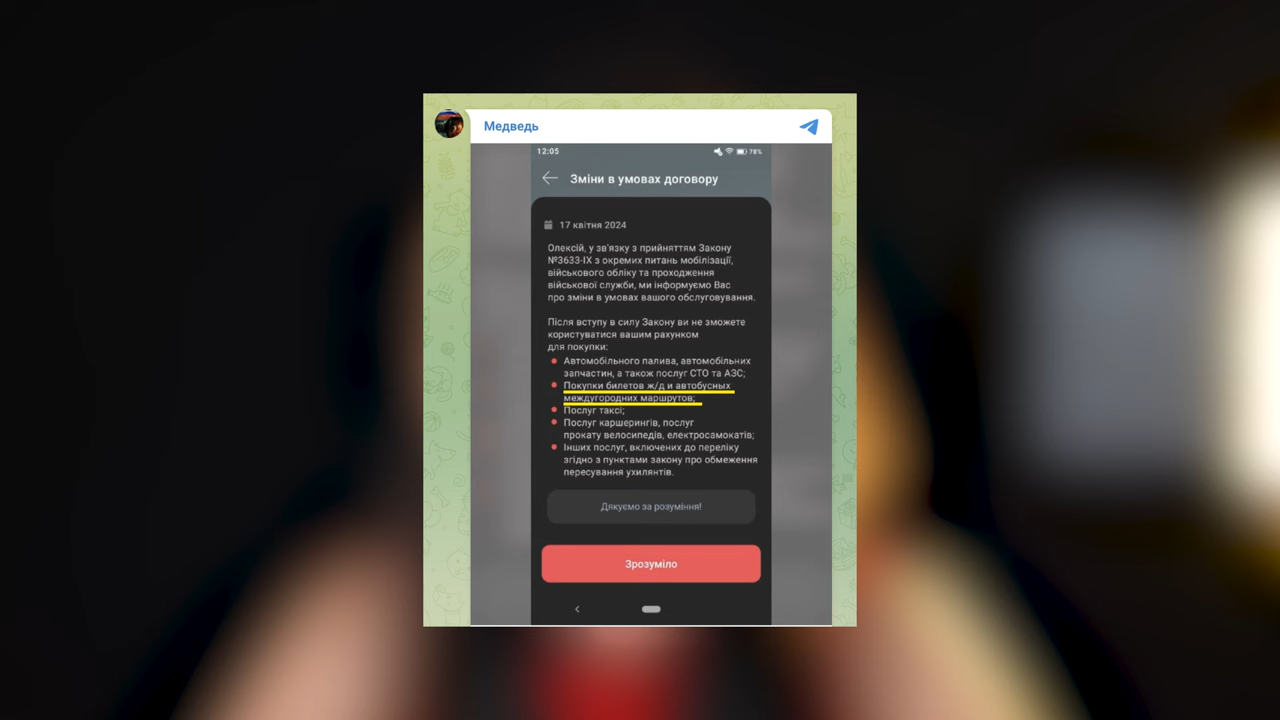 Медведь
12:05
78%
Зміни в умовах договору
17 квітня 2024
Олексій, у зв'язку з прийняттям Закону
№3633-IX з окремих питань мобілізації,
військового обліку та проходження
військової служби, ми інформуємо Вас
про зміни в умовах вашого обслуговування.
Після вступу в силу Закону ви не зможете
користуватися вашим рахунком
для покупки:
Автомобільного палива, автомобільних
запчастин, а також послуг СТО та АЗС;
Покупки билетов ж/д и автобусных
междугородних маршрутов;
Послуг таксі;
Послуг каршерингів, послуг
прокату велосипедів, електросамокатів;
Інших послуг, включених до переліку
згідно з пунктами закону про обмеження
пересування ухилянтів.
Дякуємо за розуміння!
Зрозуміло